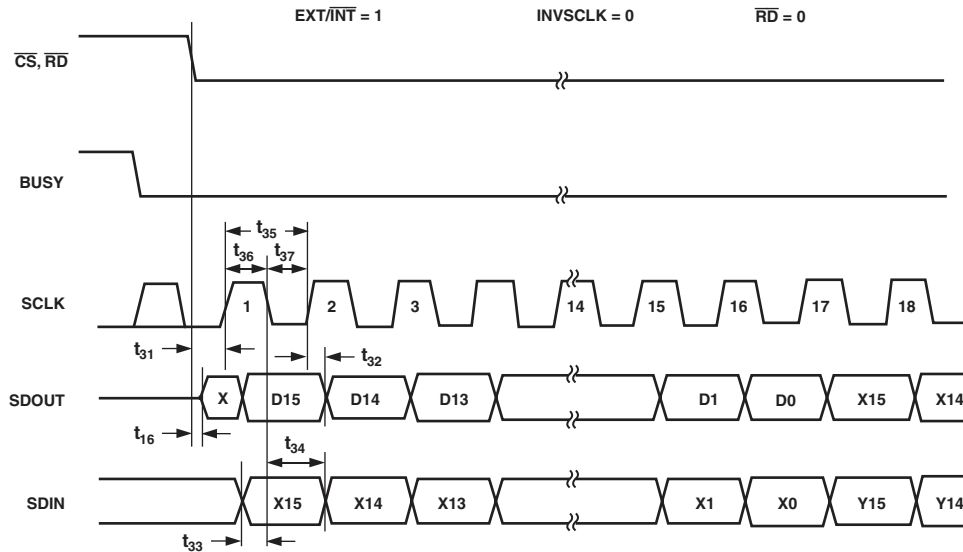 EXT/INT = 1 INVSCLK = 0 RD = 0
CS, RD
BUSY
t35
t36 t37
SCLK 1 2 3 14 15 16 17 18
t31
t32
SDOUT X D15 D14 D13 D1 D0 X15 X14
t16
t34
SDIN X15 X14 X13 X1 X0 Y15 Y14
t33